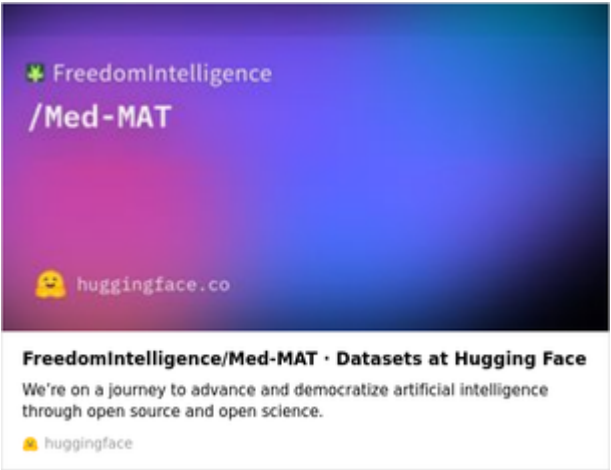 FreedomIntelligence
/Med-MAT
huggingface.co
FreedomIntelligence/Med-MAT · Datasets at Hugging Face
We’re on a journey to advance and democratize artificial intelligence
through open source and open science.
huggingface